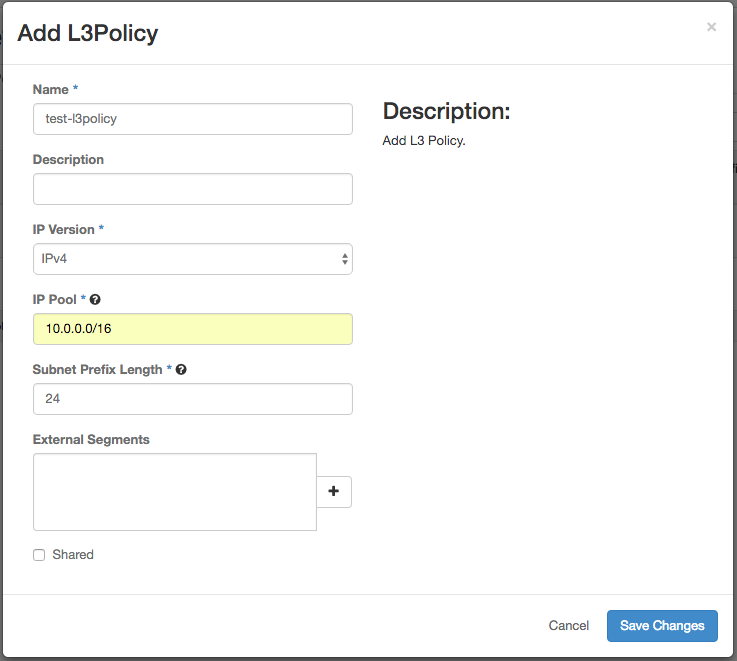 Add L3Policy
×
Name *
test-l3policy
Description
IP Version *
IPv4
IP Pool * ?
10.0.0.0/16
Subnet Prefix Length * ?
24
External Segments
+
Shared
Description:
Add L3 Policy.
Cancel
Save Changes